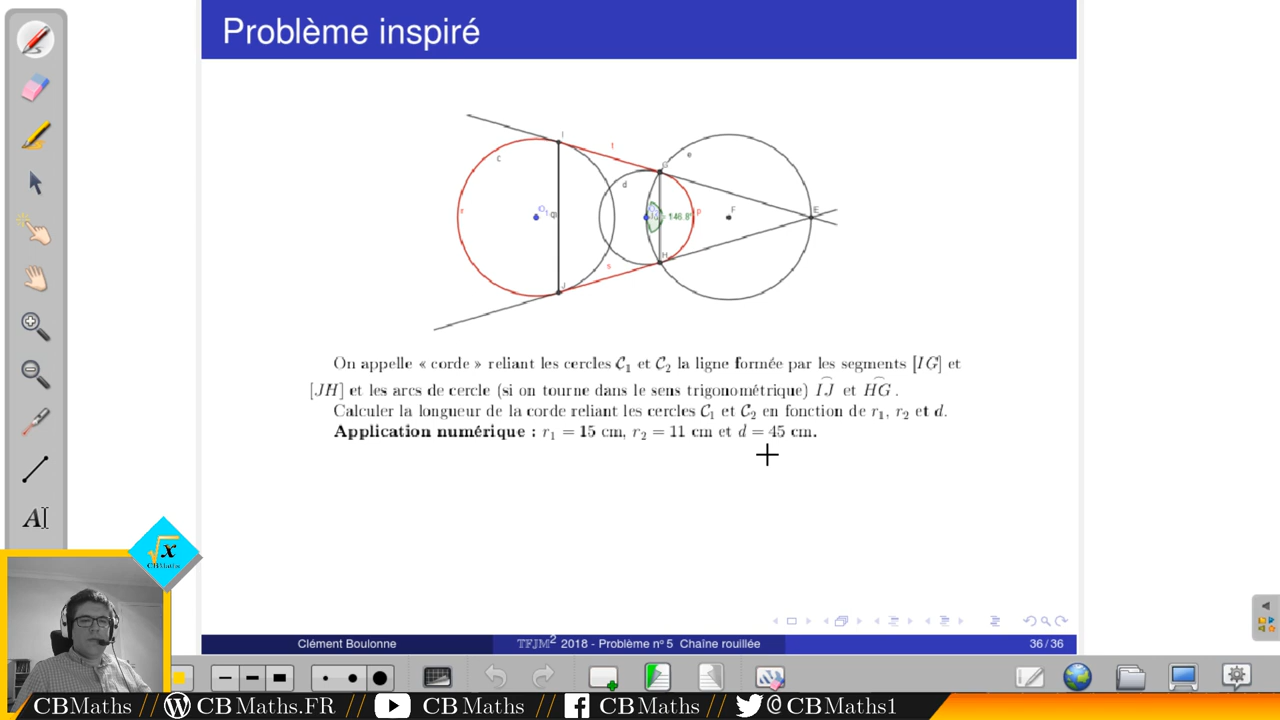 Problème inspiré
I
c
t
G
e
d
r
O₁
q
146.8°
p
F
E
s
H
J
On appelle « corde » reliant les cercles C₁ et C₂ la ligne formée par les segments [IG] et
[JH] et les arcs de cercle (si on tourne dans le sens trigonométrique) IJ et HG .
Calculer la longueur de la corde reliant les cercles C₁ et C₂ en fonction de r₁, r₂ et d.
Application numérique : r₁ = 15 cm, r₂ = 11 cm et d = 45 cm.
A
√x
CBMaths
Clément Boulonne
TFJM² 2018 - Problème nº 5 Chaîne rouillée
36 / 36
CBMaths // CBMaths.FR // CBMaths // CBMaths // @CBMaths1